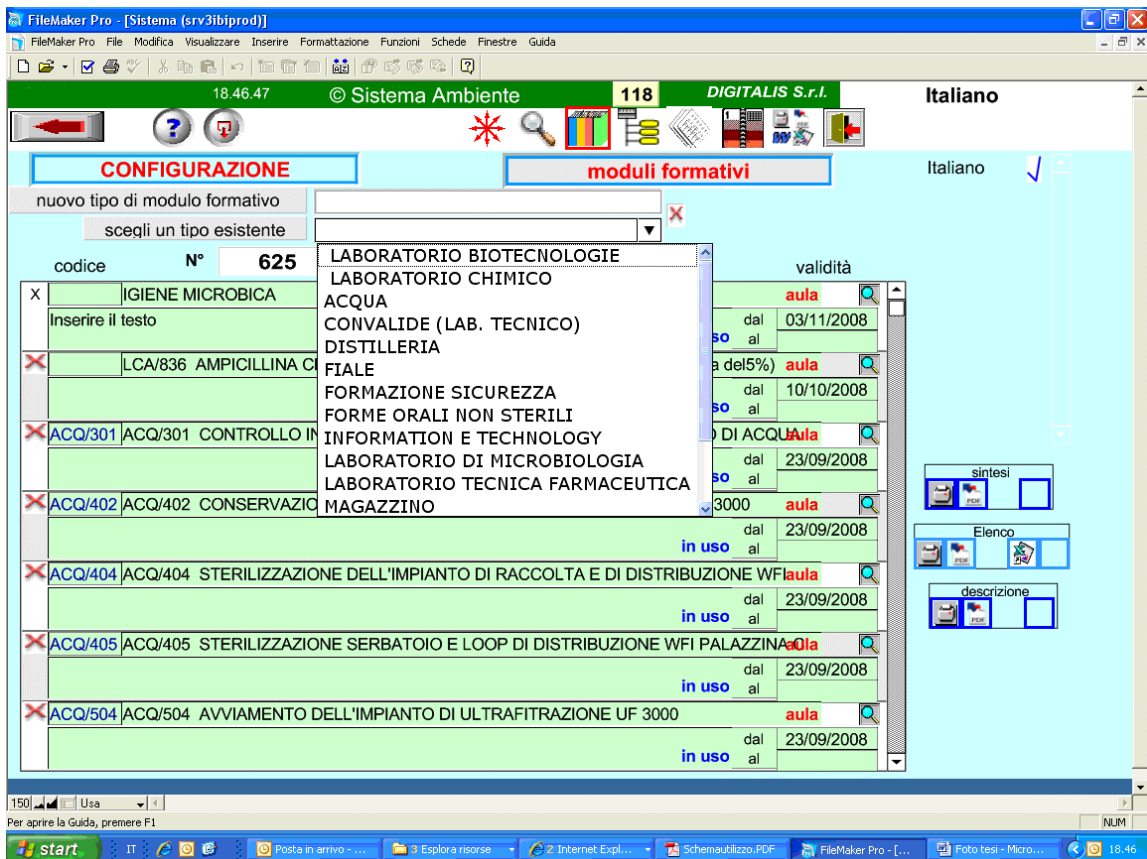 FileMaker Pro - [Sistema (srv3ibiprod)]
FileMaker Pro File Modifica Visualizzare Inserire Formattazione Funzioni Schede Finestre Guida
18.46.47 © Sistema Ambiente 118 DIGITALIS S.r.l. Italiano
CONFIGURAZIONE moduli formativi Italiano
nuovo tipo di modulo formativo
scegli un tipo esistente
codice N° 625 validità
LABORATORIO BIOTECNOLOGIE
LABORATORIO CHIMICO
ACQUA
CONVALIDE (LAB. TECNICO)
DISTILLERIA
FIALE
FORMAZIONE SICUREZZA
FORME ORALI NON STERILI
INFORMATION E TECHNOLOGY
LABORATORIO DI MICROBIOLOGIA
LABORATORIO TECNICA FARMACEUTICA
MAGAZZINO
X IGIENE MICROBICA aula
Inserire il testo dal 03/11/2008
so al
LCA/836 AMPICILLINA a del5%) aula
dal 10/10/2008
so al
ACQ/301 ACQ/301 CONTROLLO DI ACQUA aula
dal 23/09/2008
so al
ACQ/402 ACQ/402 CONSERVAZIO 3000 aula
dal 23/09/2008
in uso al
ACQ/404 ACQ/404 STERILIZZAZIONE DELL'IMPIANTO DI RACCOLTA E DI DISTRIBUZIONE WFI aula
dal 23/09/2008
in uso al
ACQ/405 ACQ/405 STERILIZZAZIONE SERBATOIO E LOOP DI DISTRIBUZIONE WFI PALAZZINA C aula
dal 23/09/2008
in uso al
ACQ/504 ACQ/504 AVVIAMENTO DELL'IMPIANTO DI ULTRAFITRAZIONE UF 3000 aula
dal 23/09/2008
in uso al
sintesi
PDF
Elenco
PDF
descrizione
PDF
150 Usa
Per aprire la Guida, premere F1 NUM
start IT Posta in arrivo - ... 3 Esplora risorse 2 Internet Expl... Schemautilizzo.PDF FileMaker Pro - [... Foto tesi - Micro... 18.46